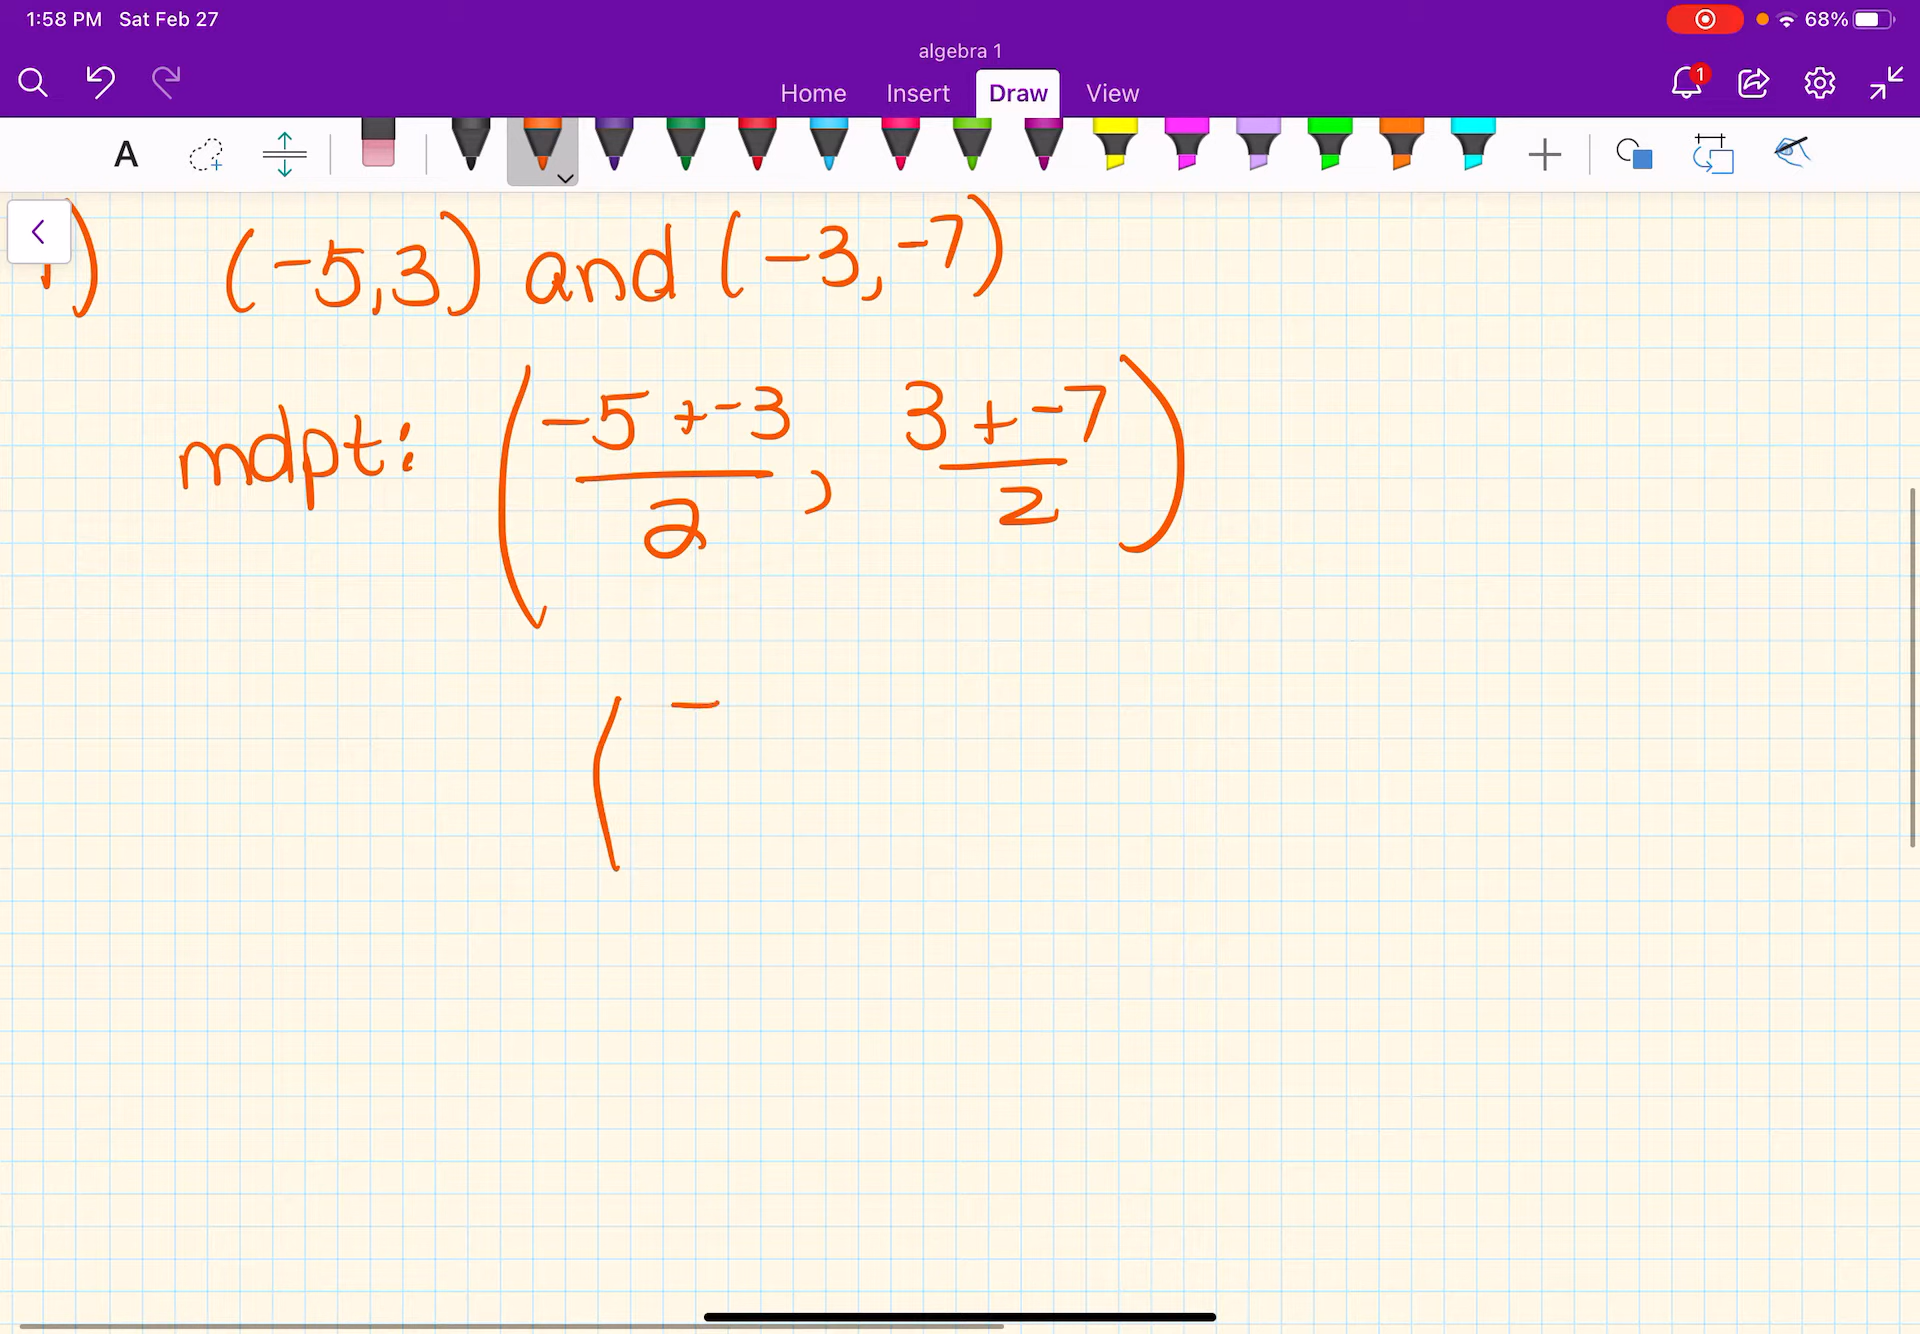 1:58 PM Sat Feb 27
68%
algebra 1
Home Insert Draw View
1
A
) (-5,3) and (-3,-7)
mdpt: (-5 + -3 / 2 , 3 + -7 / 2)
( -